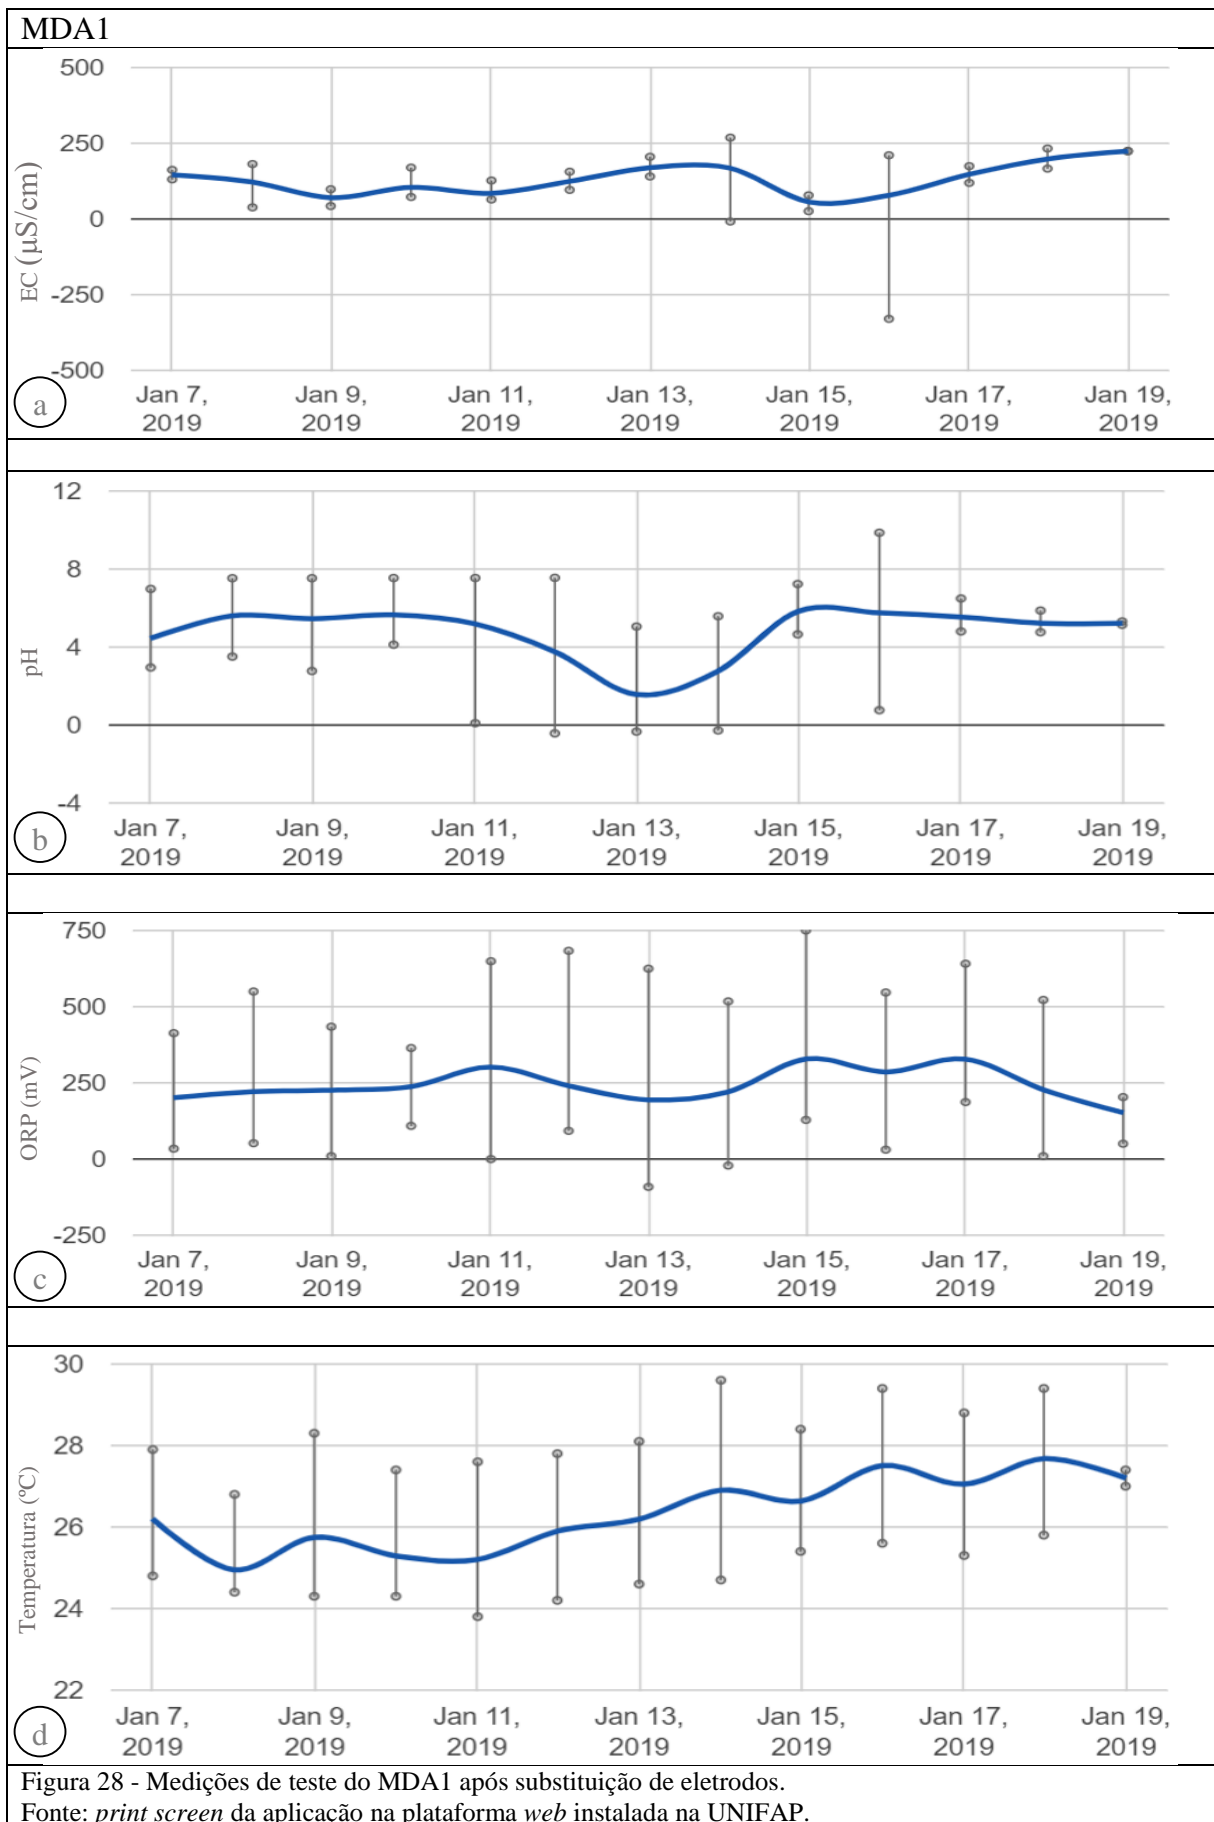 MDA1
500
250
0
-250
-500
EC (µS/cm)
Jan 7, Jan 9, Jan 11, Jan 13, Jan 15, Jan 17, Jan 19,
2019 2019 2019 2019 2019 2019 2019
a
12
8
4
0
-4
pH
Jan 7, Jan 9, Jan 11, Jan 13, Jan 15, Jan 17, Jan 19,
2019 2019 2019 2019 2019 2019 2019
b
750
500
250
0
-250
ORP (mV)
Jan 7, Jan 9, Jan 11, Jan 13, Jan 15, Jan 17, Jan 19,
2019 2019 2019 2019 2019 2019 2019
c
30
28
26
24
22
Temperatura (ºC)
Jan 7, Jan 9, Jan 11, Jan 13, Jan 15, Jan 17, Jan 19,
2019 2019 2019 2019 2019 2019 2019
d
Figura 28 - Medições de teste do MDA1 após substituição de eletrodos.
Fonte: print screen da aplicação na plataforma web instalada na UNIFAP.